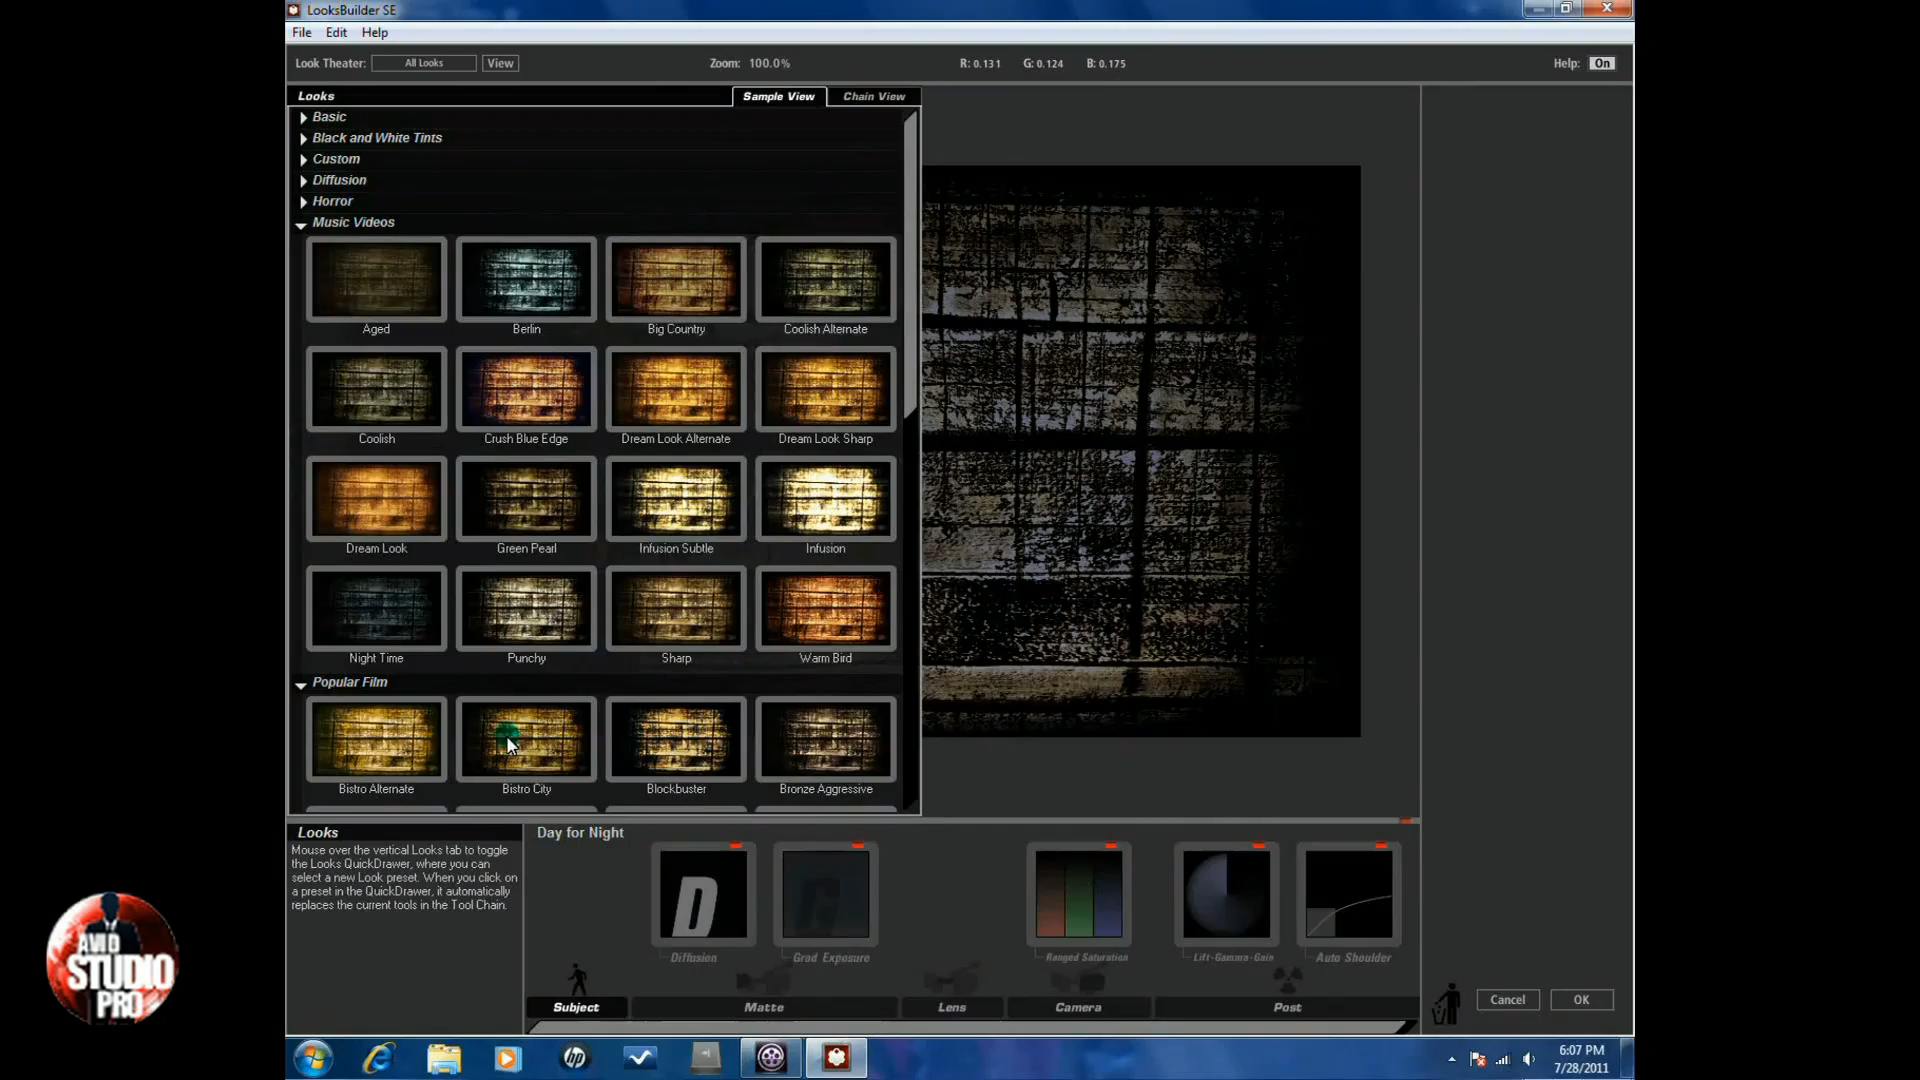 LooksBuilder SE
File Edit Help
Look Theater: All Looks View Zoom: 100.0% R: 0.131 G: 0.124 B: 0.175 Help: On
Looks Sample View Chain View
Basic
Black and White Tints
Custom
Diffusion
Horror
Music Videos
Aged Berlin Big Country Coolish Alternate
Coolish Crush Blue Edge Dream Look Alternate Dream Look Sharp
Dream Look Green Pearl Infusion Subtle Infusion
Night Time Punchy Sharp Warm Bird
Popular Film
Bistro Alternate Bistro City Blockbuster Bronze Aggressive
Looks
Mouse over the vertical Looks tab to toggle
the Looks QuickDrawer, where you can
select a new Look preset. When you click on
a preset in the QuickDrawer, it automatically
replaces the current tools in the Tool Chain.
Day for Night
D G
Diffusion Grad Exposure Ranged Saturation Lift-Gamma-Gain Auto Shoulder
Subject Matte Lens Camera Post
Cancel OK
AVID
STUDIO
PRO
hp
6:07 PM
7/28/2011